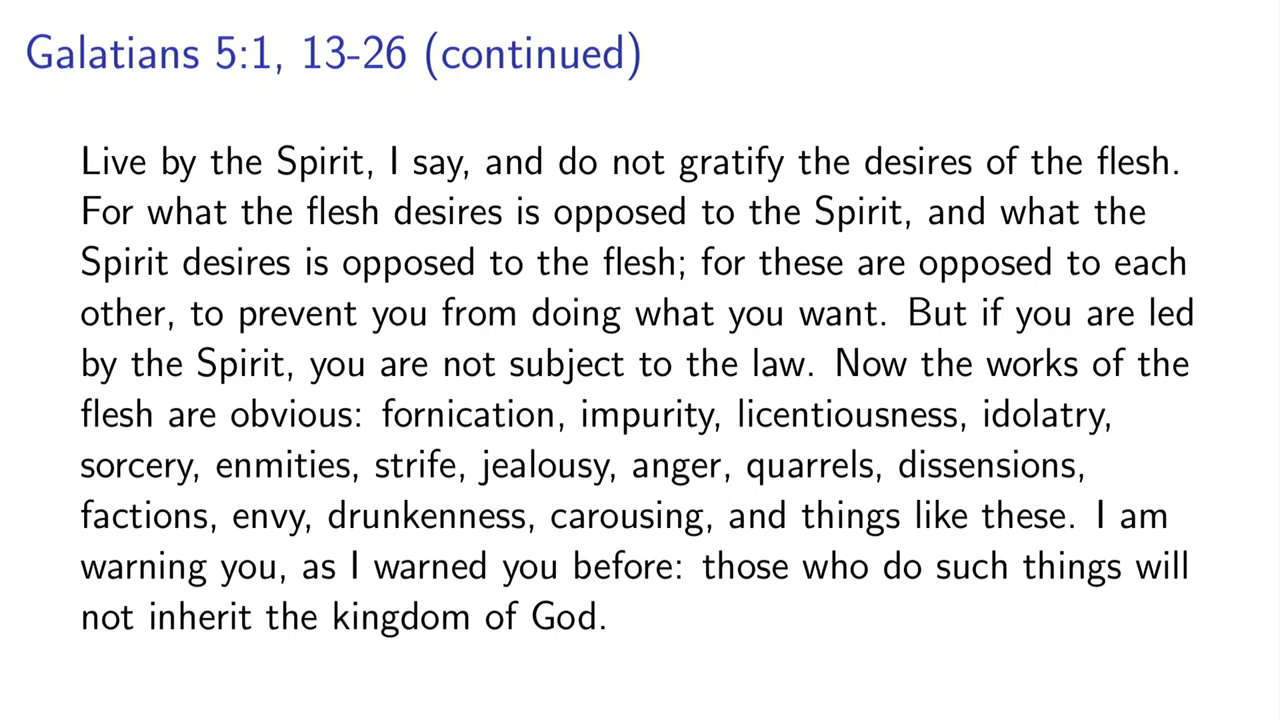 Galatians 5:1, 13-26 (continued)
Live by the Spirit, I say, and do not gratify the desires of the flesh.
For what the flesh desires is opposed to the Spirit, and what the
Spirit desires is opposed to the flesh; for these are opposed to each
other, to prevent you from doing what you want. But if you are led
by the Spirit, you are not subject to the law. Now the works of the
flesh are obvious: fornication, impurity, licentiousness, idolatry,
sorcery, enmities, strife, jealousy, anger, quarrels, dissensions,
factions, envy, drunkenness, carousing, and things like these. I am
warning you, as I warned you before: those who do such things will
not inherit the kingdom of God.